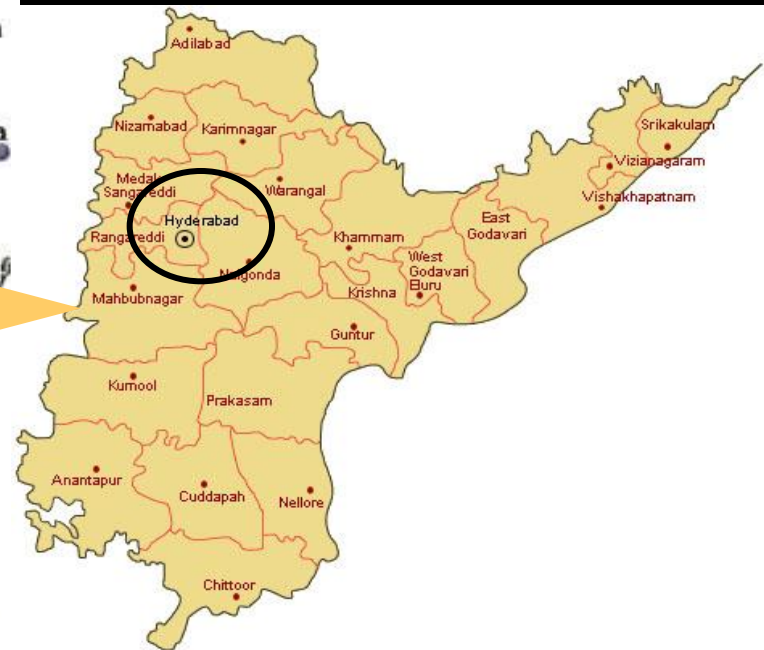 Adilabad
Nizamabad
Karimnagar
Srikakulam
Vizianagaram
Medak
Sangareddi
Warangal
Vishakhapatnam
Hyderabad
East
Godavari
Rangareddi
Khammam
West
Godavari
Eluru
Nalgonda
Krishna
Mahbubnagar
Guntur
Kurnool
Prakasam
Anantapur
Cuddapah
Nellore
Chittoor